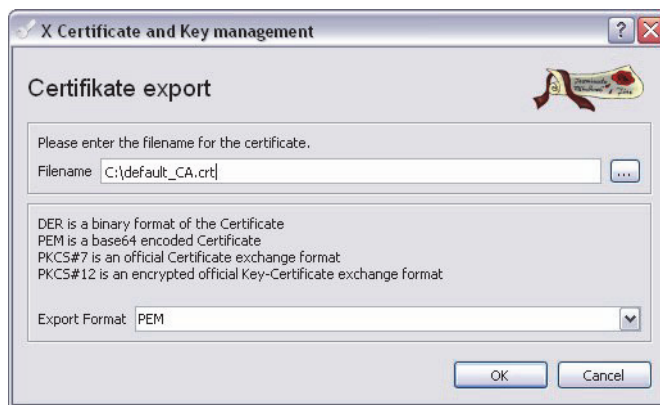 X Certificate and Key management
Certifikate export
Please enter the filename for the certificate.
Filename C:\default_CA.crt
...
DER is a binary format of the Certificate
PEM is a base64 encoded Certificate
PKCS#7 is an official Certificate exchange format
PKCS#12 is an encrypted official Key-Certificate exchange format
Export Format PEM
OK Cancel